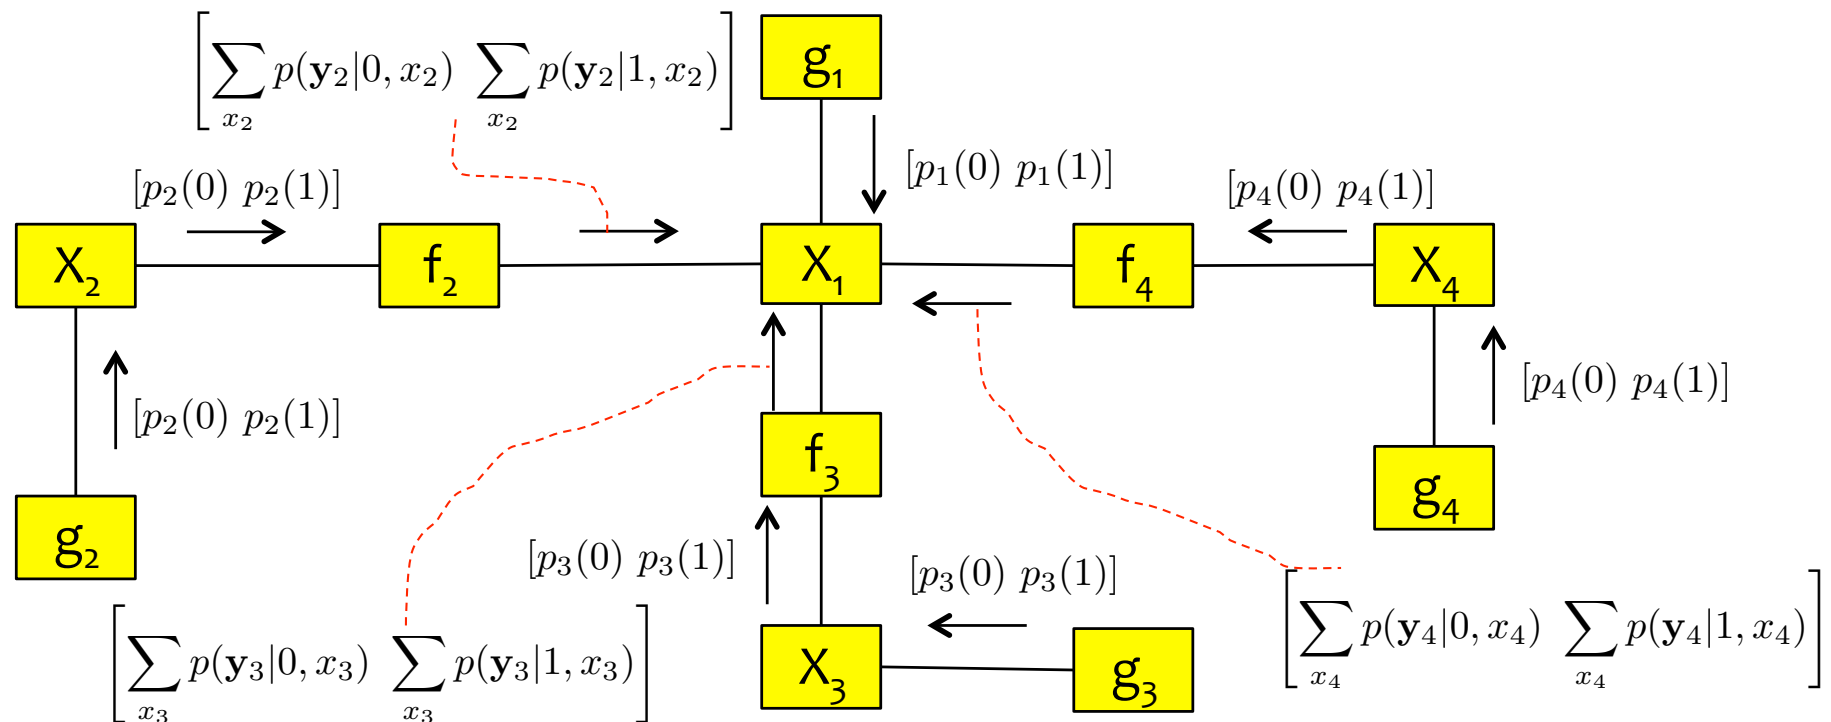 [∑_{x_2} p(𝐲_2|0, x_2) ∑_{x_2} p(𝐲_2|1, x_2)]
g_1
[p_2(0) p_2(1)]
[p_1(0) p_1(1)]
[p_4(0) p_4(1)]
X_2
f_2
X_1
f_4
X_4
[p_2(0) p_2(1)]
[p_4(0) p_4(1)]
f_3
g_4
g_2
[p_3(0) p_3(1)]
[p_3(0) p_3(1)]
[∑_{x_3} p(𝐲_3|0, x_3) ∑_{x_3} p(𝐲_3|1, x_3)]
X_3
g_3
[∑_{x_4} p(𝐲_4|0, x_4) ∑_{x_4} p(𝐲_4|1, x_4)]